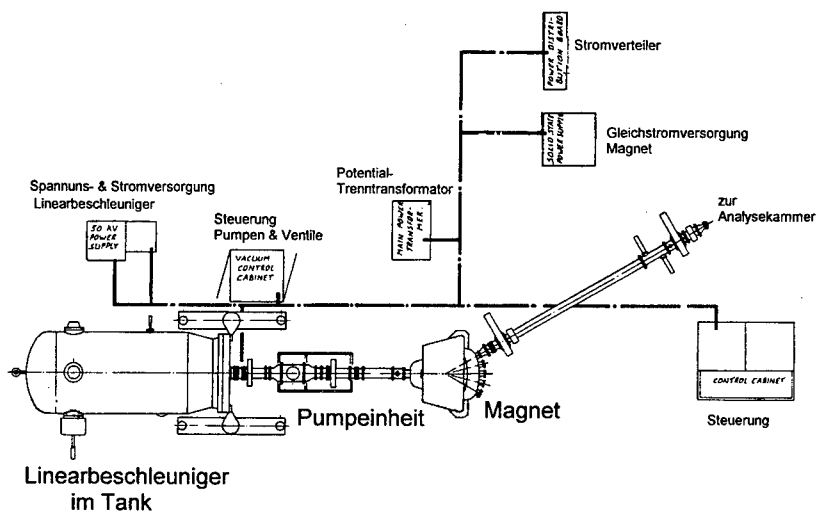 POWER DISTRI-
BUTION BOARD
Stromverteiler
SOLID STATE
POWER SUPPLY
Gleichstromversorgung
Magnet
Potential-
Trenntransformator
MAIN POWER
TRANSFOR-
MER.
zur
Analysekammer
Spannuns- & Stromversorgung
Linearbeschleuniger
50 KV
POWER
SUPPLY
Steuerung
Pumpen & Ventile
VACUUM
CONTROL
CABINET
CONTROL CABINET
Steuerung
Pumpeinheit
Magnet
Linearbeschleuniger
im Tank